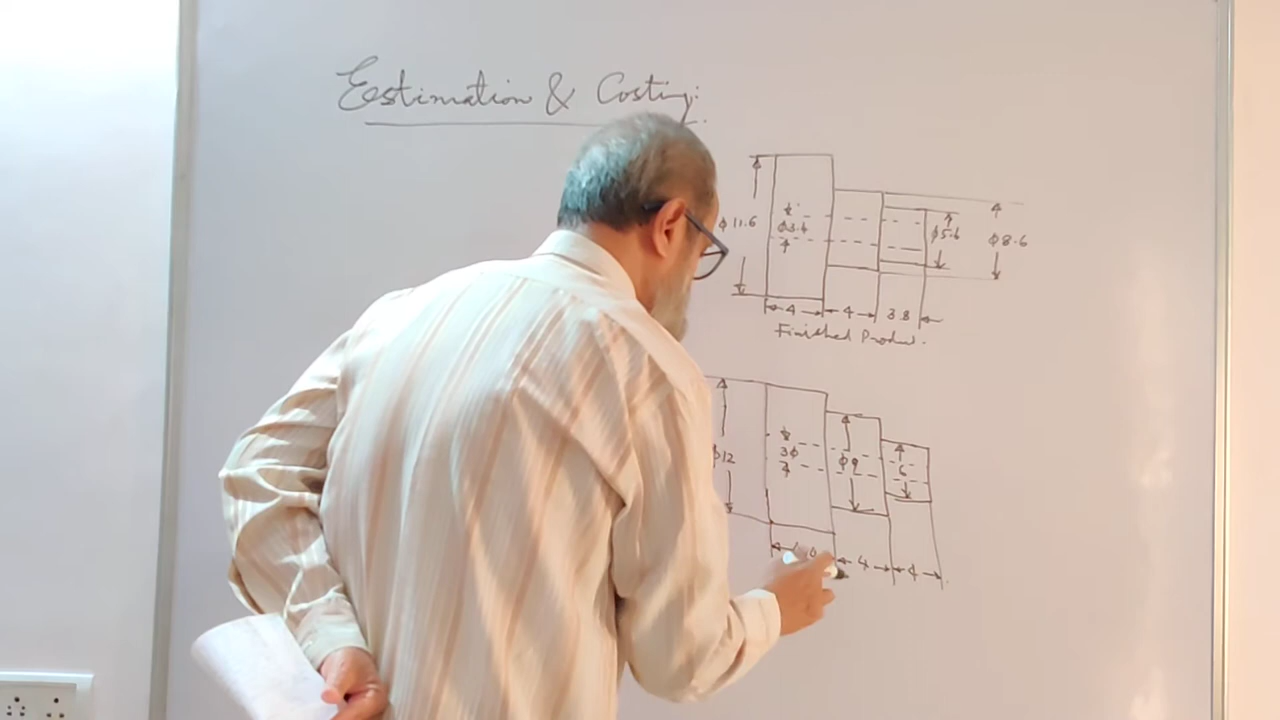 Estimation & Costing:
φ 11.6
φ3.4
φ5.6
φ8.6
4
4
3.8
Finished Product.
φ12
3φ
φ9
6
4
4